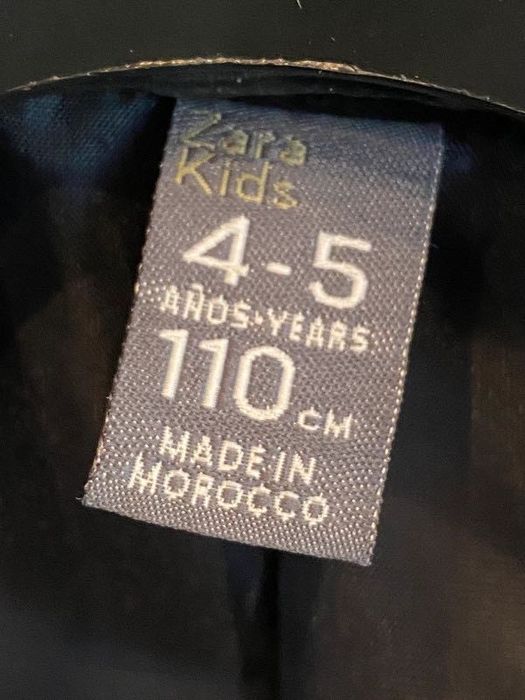 Zara
Kids
4-5
AÑOS·YEARS
110 CM
MADE IN
MOROCCO